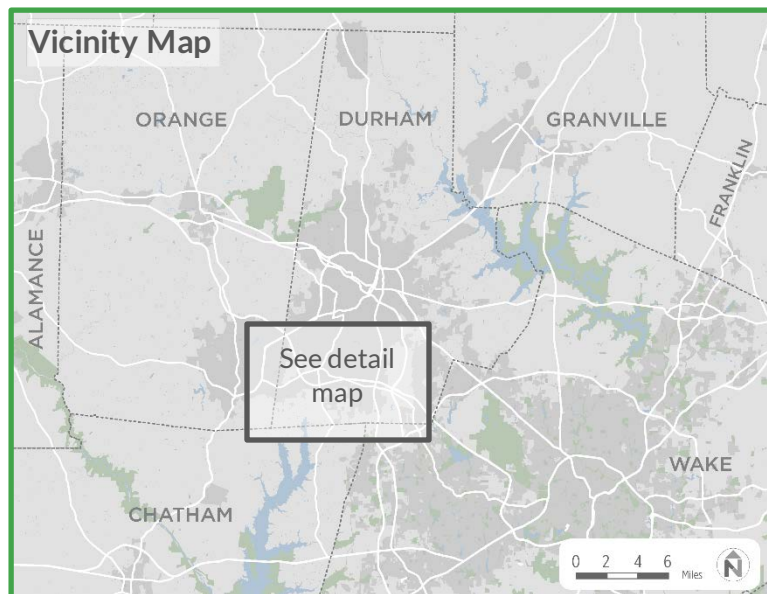 Vicinity Map
ORANGE
DURHAM
GRANVILLE
FRANKLIN
ALAMANCE
See detail
map
WAKE
CHATHAM
0 2 4 6 Miles
N